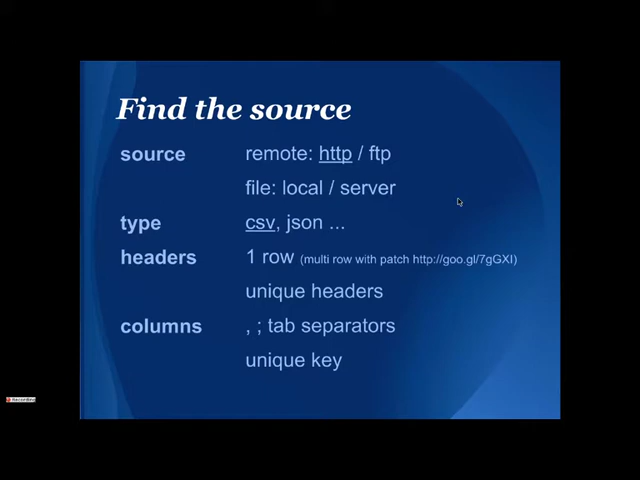 Find the source
source remote: http / ftp
file: local / server
type csv, json ...
headers 1 row (multi row with patch http://goo.gl/7gGXI)
unique headers
columns , ; tab separators
unique key